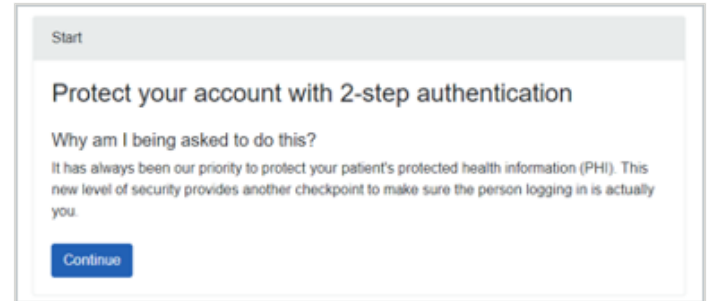 Start
Protect your account with 2-step authentication
Why am I being asked to do this?
It has always been our priority to protect your patient's protected health information (PHI). This
new level of security provides another checkpoint to make sure the person logging in is actually
you.
Continue